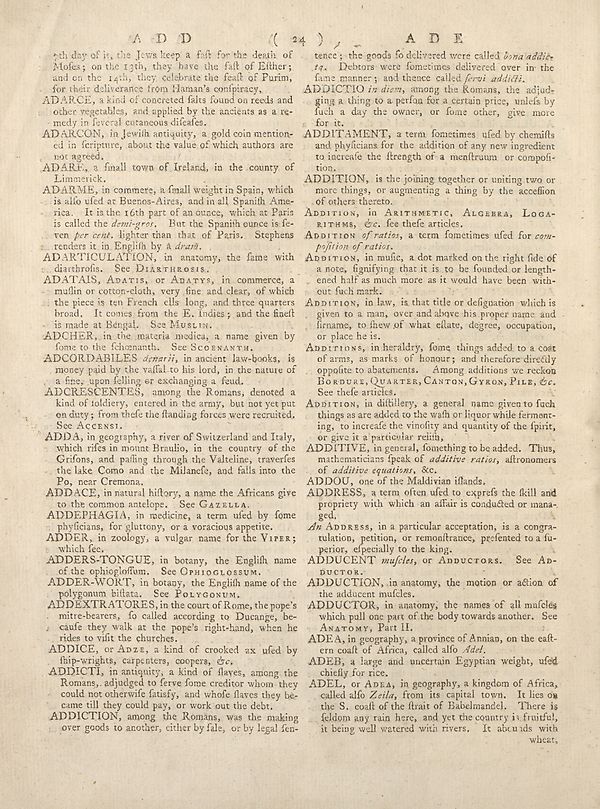 A D D ( 24 ) A D E
7th day of it, the Jews keep a fast for the death of
Moses; on the 13th, they have the fast of Esther;
and on the 14th, they celebrate the feast of Purim,
for their deliverance from Haman's conspiracy.
ADARCE, a kind of concreted salts found on reeds and
other vegetables, and applied by the ancients as a re-
medy in several cutaneous diseases.
ADARCON, in Jewish antiquity, a gold coin mention-
ed in scripture, about the value of which authors are
not agreed.
ADARE, a small town of Ireland, in the county of
Limmerick.
ADARME, in commerce, a small weight in Spain, which
is also used at Buenos-Aires, and in all Spanish Ame-
rica. It is the 16th part of an ounce, which at Paris
is called the demi-gros. But the Spanish ounce is se-
ven per cent. lighter than that of Paris. Stephens
renders it in English by a dram.
ADARTICULATION, in anatomy, the same with
diarthrosis. See DIARTHROSIS.
ADATAIS, ADATIS, or ADATYS, in commerce, a
muslin or cotton-cloth, very fine and clear, of which
the piece is ten French ells long, and three quarters
broad. It comes from the E. Indies; and the finest
is made at Bengal. See MUSLIN.
ADCHER, in the materia medica, a name given by
some to the schœnanth. See SCOENANTH.
ADCORDABILES denarii, in ancient law-books, is
money paid by the vassal to his lord, in the nature of
a fine, upon selling or exchanging a feud.
ADCRESCENTES, among the Romans, denoted a
kind of soldiery, entered in the army, but not yet put
on duty; from these the standing forces were recruited.
See ACCENSI.
ADDA, in geography, a river of Switzerland and Italy,
which rises in mount Braulio, in the country of the
Grisons, and passing through the Valteline, traverses
the lake Como and the Milanese, and falls into the
Po, near Cremona.
ADDACE, in natural history, a name the Africans give
to the common antelope. See GAZELLA.
ADDEPHAGIA, in medicine, a term used by some
physicians, for gluttony, or a voracious appetite.
ADDER, in zoology, a vulgar name for the VIPER;
which see.
ADDERS-TONGUE, in botany, the English name
of the ophioglossum. See OPHIOGLOSSUM.
ADDER-WORT, in botany, the English name of the
polygonum bistata. See POLYGONUM.
ADDEXTRATORES, in the court of Rome, the pope's
mitre-bearers, so called according to Ducange, be-
cause they walk at the pope's right-hand, when he
rides to visit the churches.
ADDICE, or ADZE, a kind of crooked ax used by
ship-wrights, carpenters, coopers, &c.
ADDICTI, in antiquity, a kind of slaves, among the
Romans, adjudged to serve some creditor whom they
could not otherwise satisfy, and whose slaves they be-
came till they could pay, or work out the debt.
ADDICTION, among the Romans, was the making
over goods to another, either by sale, or by legal sen-
tence; the goods so delivered were called bona addic-
ta. Debtors were sometimes delivered over in the
same manner; and thence called servi addicti.
ADDICTIO in diem, among the Romans, the adjud-
ging a thing to a person for a certain price, unless by
such a day the owner, or some other, give more
for it.
ADDITAMENT, a term sometimes used by chemists
and physicians for the addition of any new ingredient
to increase the strength of a menstruum or composi-
tion.
ADDITION, is the joining together or uniting two or
more things, or augmenting a thing by the accession
of others thereto.
ADDITION, in ARITHMETIC, ALGEBRA, LOGA-
RITHMS, &c. see these articles.
ADDITION of ratios, a term sometimes used for com-
position of ratios.
ADDITION, in music, a dot marked on the right side of
a note, signifying that it is to be sounded or length-
ened half as much more as it would have been with-
out such mark.
ADDITION, in law, is that title or designation which is
given to a man, over and above his proper name and
sirname, to shew of what estate, degree, occupation,
or place he is.
ADDITIONS, in heraldry, some things added to a coat
of arms, as marks of honour; and therefore directly
opposite to abatements. Among additions we reckon
BORDURE, QUARTER, CANTON, GYRON, PILE, &c.
See these articles.
ADDITION, in distillery, a general name given to such
things as are added to the wash or liquor while ferment-
ing, to increase the vinosity and quantity of the spirit,
or give it a particular relish.
ADDITIVE, in general, something to be added. Thus,
mathematicians speak of additive ratios, astronomers
of additive equations, &c.
ADDOU, one of the Maldivian islands.
ADDRESS, a term often used to express the skill and
propriety with which an affair is conducted or mana-
ged.
An ADDRESS, in a particular acceptation, is a congra-
tulation, petition, or remonstrance, presented to a su-
perior, especially to the king.
ADDUCENT muscles, or ADDUCTORS. See AD-
DUCTOR.
ADDUCTION, in anatomy, the motion or action of
the adducent muscles.
ADDUCTOR, in anatomy, the names of all muscles
which pull one part of the body towards another. See
ANATOMY, Part II.
ADEA, in geography, a province of Annian, on the east-
ern coast of Africa, called also Adel.
ADEB, a large and uncertain Egyptian weight, used
chiefly for rice.
ADEL, or ADEA, in geography, a kingdom of Africa,
called also Zeila, from its capital town. It lies on
the S. coast of the strait of Babelmandel. There is
seldom any rain here, and yet the country is fruitful,
it being well watered with rivers. It abounds with
wheat,